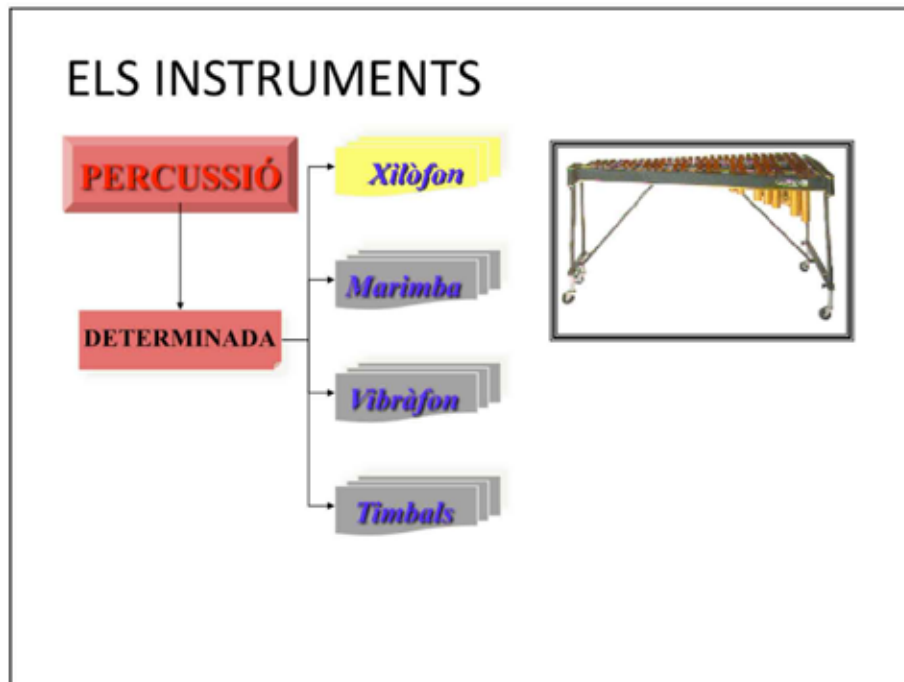 ELS INSTRUMENTS
PERCUSSIÓ
DETERMINADA
Xilòfon
Marimba
Vibràfon
Timbals